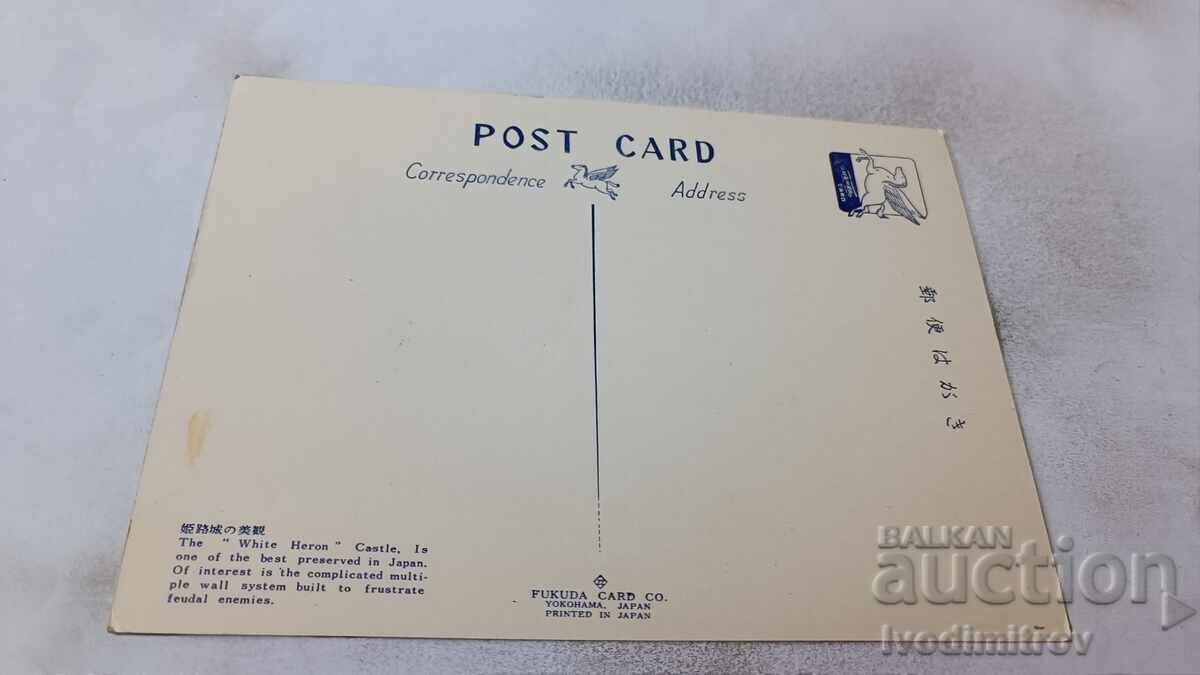 POST CARD
Correspondence
Address
郵便はがき
姫路城の美観
The " White Heron " Castle, Is
one of the best preserved in Japan.
Of interest is the complicated multi-
ple wall system built to frustrate
feudal enemies.
FUKUDA CARD CO.
YOKOHAMA, JAPAN
PRINTED IN JAPAN
BALKAN
auction
Ivodimitrov